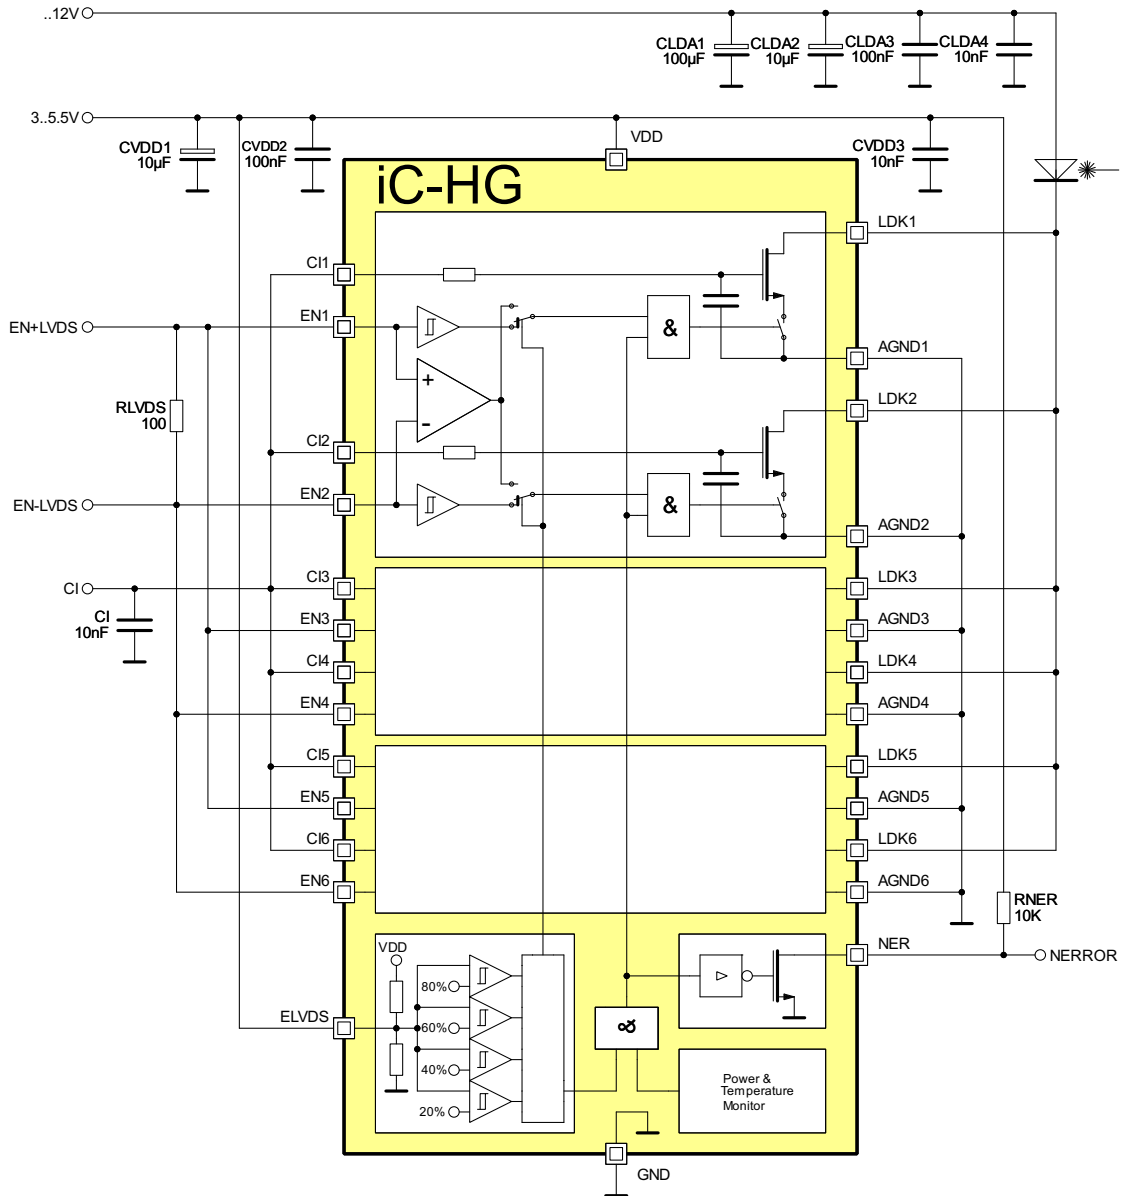 ..12V
CLDA1
100µF
CLDA2
10µF
CLDA3
100nF
CLDA4
10nF
3..5.5V
CVDD1
10µF
CVDD2
100nF
VDD
CVDD3
10nF
iC-HG
LDK1
CI1
EN+LVDS
EN1
&
AGND1
+
-
RLVDS
100
LDK2
CI2
EN-LVDS
EN2
&
AGND2
CI
CI3
LDK3
CI
10nF
EN3
AGND3
CI4
LDK4
EN4
AGND4
CI5
LDK5
EN5
AGND5
CI6
LDK6
EN6
AGND6
RNER
10K
VDD
NER
NERROR
80%
ELVDS
60%
&
40%
20%
Power &
Temperature
Monitor
GND